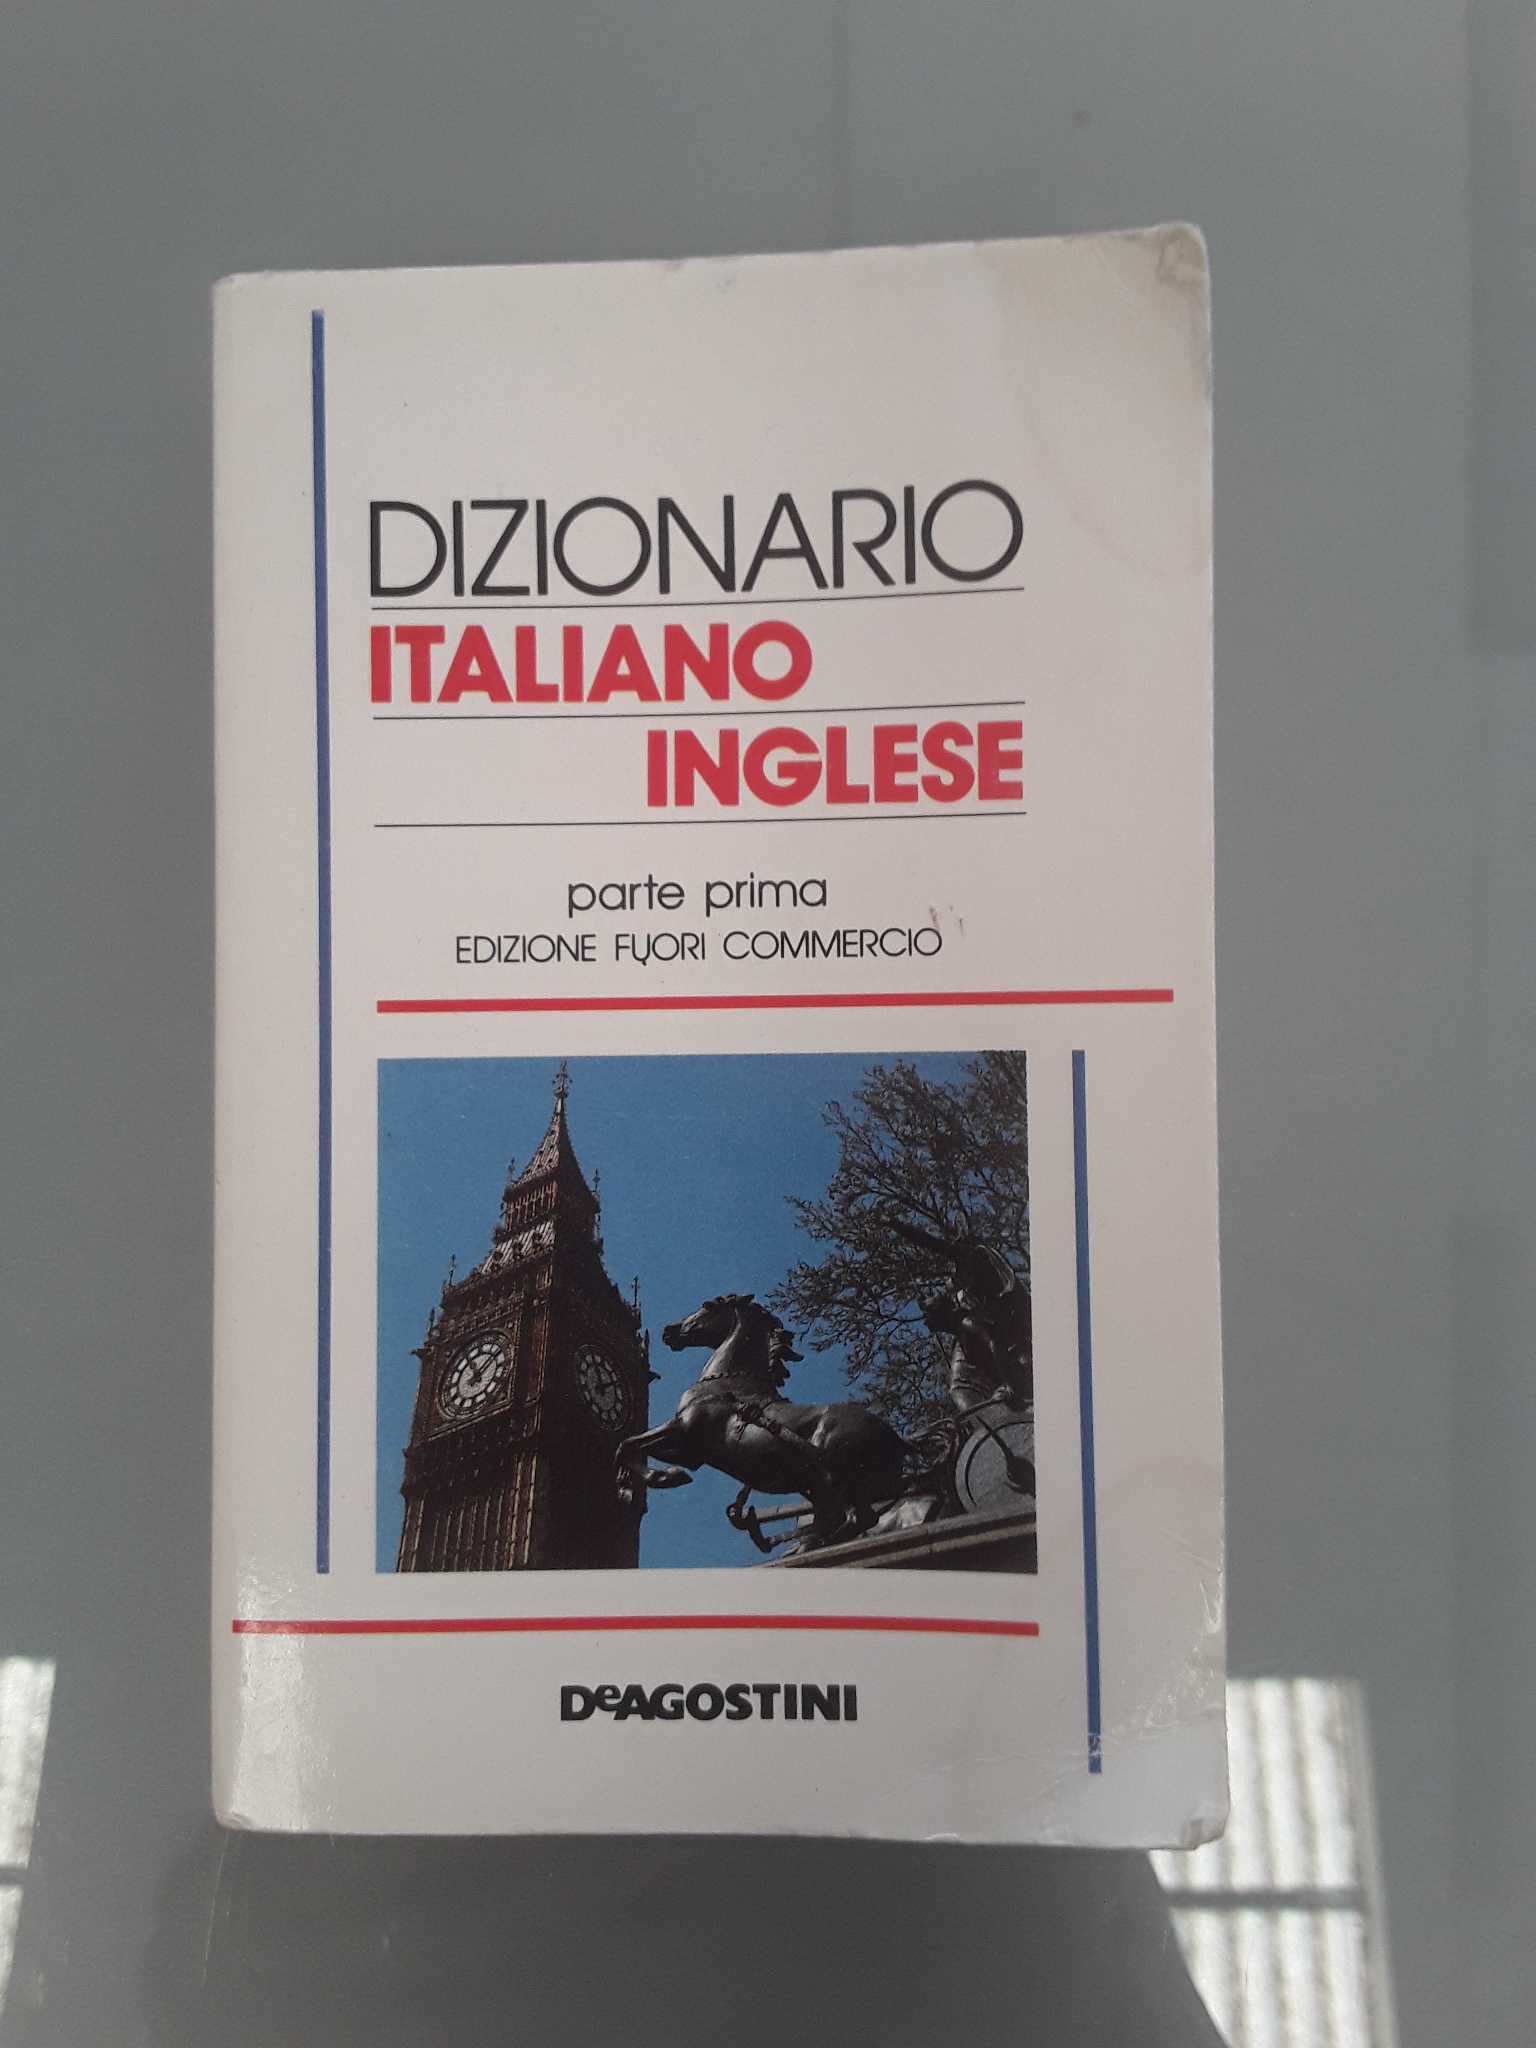 DIZIONARIO
ITALIANO
INGLESE
parte prima
EDIZIONE FUORI COMMERCIO
DeAGOSTINI